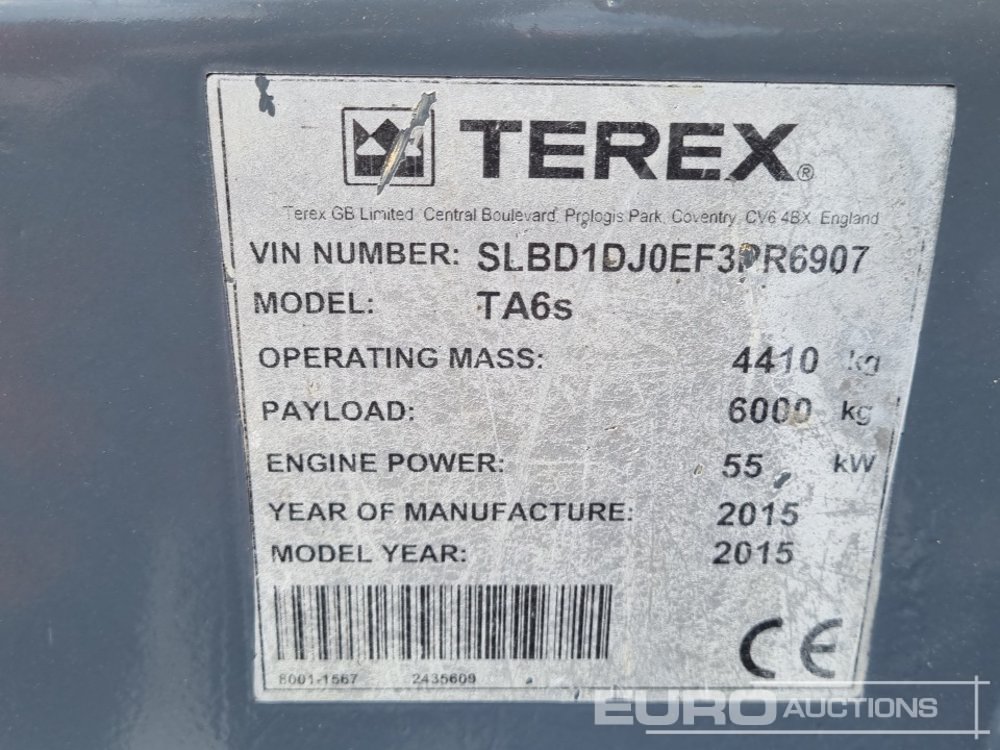 TEREX®
Terex GB Limited, Central Boulevard, Prologis Park, Coventry, CV6 4BX, England
VIN NUMBER: SLBD1DJ0EF3PR6907
MODEL: TA6s
OPERATING MASS: 4410 kg
PAYLOAD: 6000 kg
ENGINE POWER: 55 kW
YEAR OF MANUFACTURE: 2015
MODEL YEAR: 2015
8001-1567 2435609
CE
EURO AUCTIONS